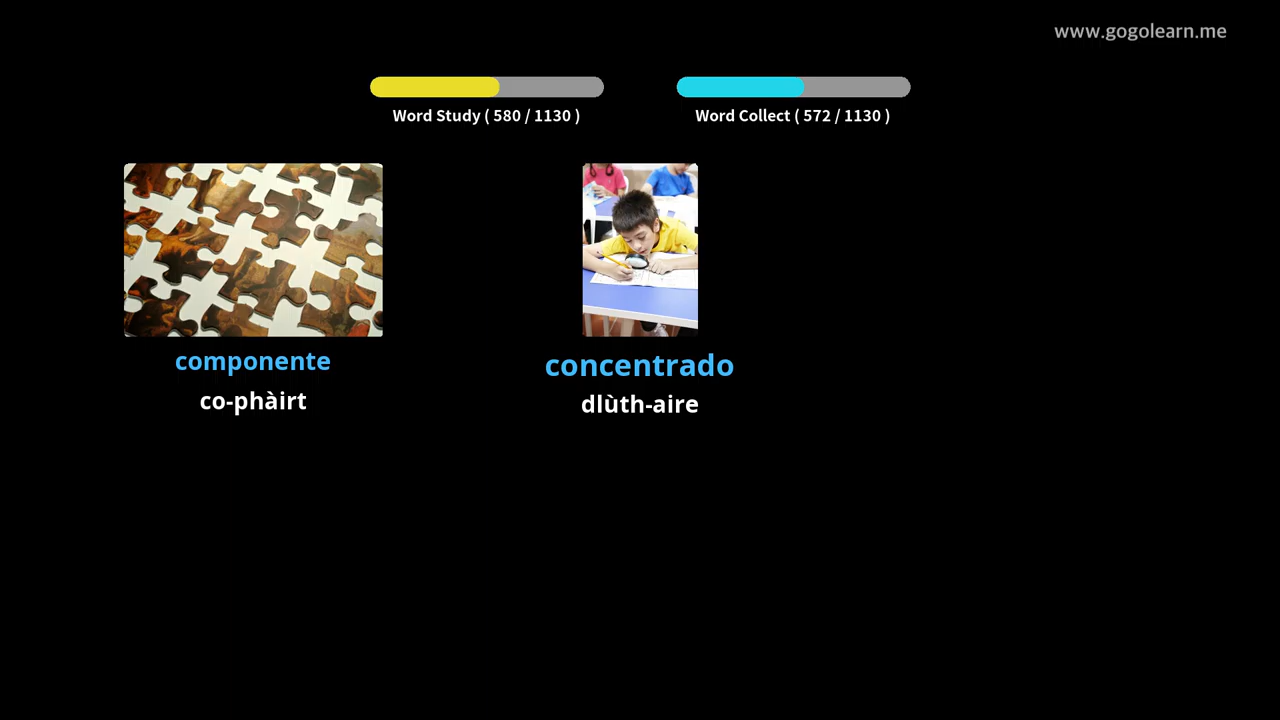 www.gogolearn.me
Word Study ( 580 / 1130 )
Word Collect ( 572 / 1130 )
componente
co-phàirt
concentrado
dlùth-aire